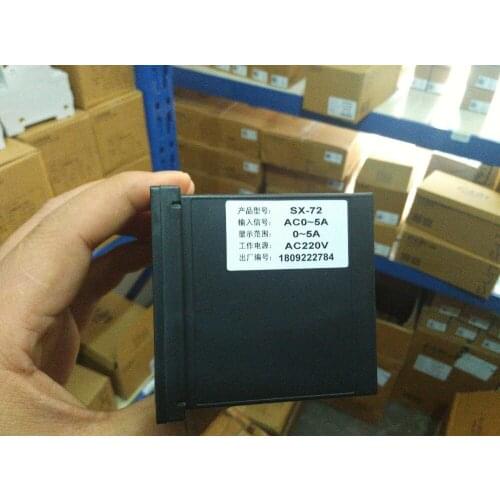 产品型号: SX-72
输入信号: AC0~5A
显示范围: 0~5A
工作电源: AC220V
出厂编号: 1809222784